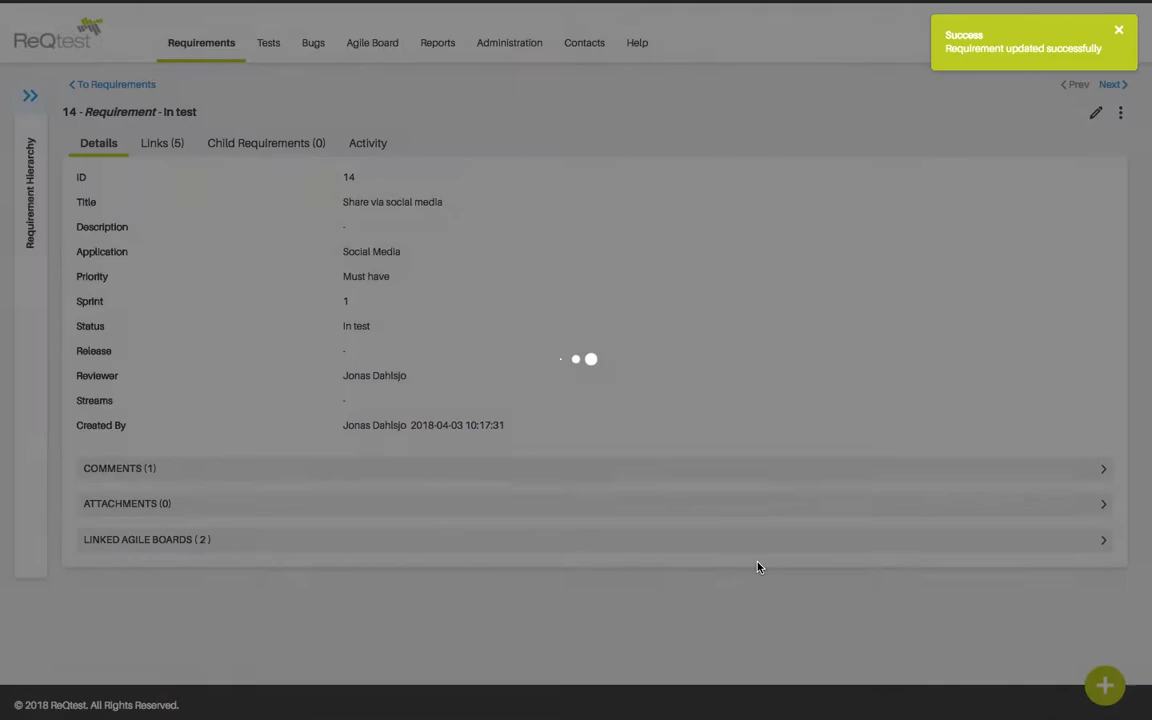 ReQtest
Requirements Tests Bugs Agile Board Reports Administration Contacts Help
Success
Requirement updated successfully
To Requirements
Prev Next
14 - Requirement - In test
Requirement Hierarchy
Details Links (5) Child Requirements (0) Activity
ID 14
Title Share via social media
Description -
Application Social Media
Priority Must have
Sprint 1
Status In test
Release -
Reviewer Jonas Dahlsjo
Streams -
Created By Jonas Dahlsjo 2018-04-03 10:17:31
COMMENTS (1)
ATTACHMENTS (0)
LINKED AGILE BOARDS ( 2 )
© 2018 ReQtest. All Rights Reserved.